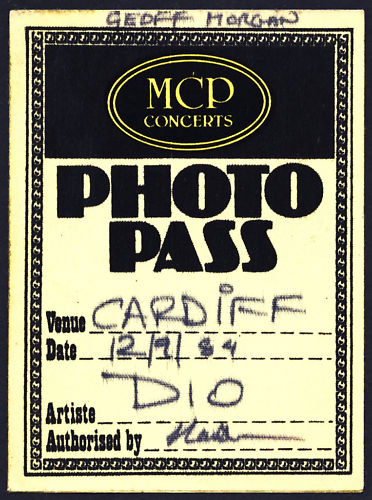 GEOFF MORGAN
MCP
CONCERTS
PHOTO
PASS
Venue CARDIFF
Date 12/9/84
DIO
Artiste
Authorised by